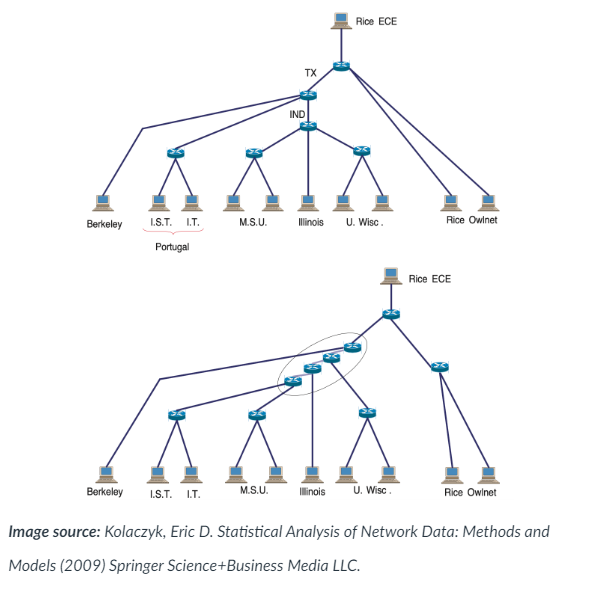 Rice ECE
TX
IND
Berkeley
I.S.T.
I.T.
M.S.U.
Illinois
U. Wisc .
Rice Owlnet
Portugal
Rice ECE
Berkeley
I.S.T.
I.T.
M.S.U.
Illinois
U. Wisc .
Rice Owlnet
Image source: Kolaczyk, Eric D. Statistical Analysis of Network Data: Methods and
Models (2009) Springer Science+Business Media LLC.